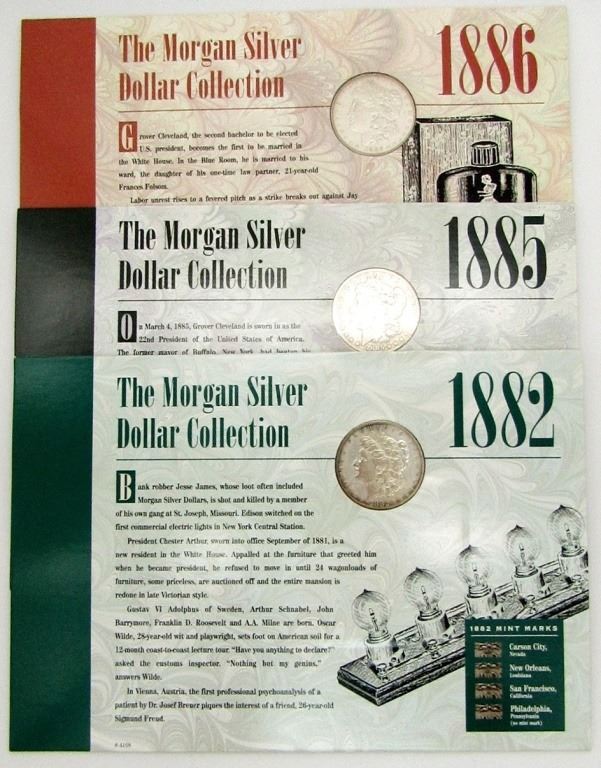 The Morgan Silver
Dollar Collection
1886
Grover Cleveland, the second bachelor to be elected
U.S. president, becomes the first to be married in
the White House. In the Blue Room, he is married to his
ward, the daughter of his one-time law partner, 21-year-old
Frances Folsom.
Labor unrest rises to a fevered pitch as a strike breaks out against Jay
The Morgan Silver
Dollar Collection
1885
On March 4, 1885, Grover Cleveland is sworn in as the
22nd President of the United States of America.
The former mayor of Buffalo, New York, had beaten his
The Morgan Silver
Dollar Collection
1882
Bank robber Jesse James, whose loot often included
Morgan Silver Dollars, is shot and killed by a member
of his own gang at St. Joseph, Missouri. Edison switched on the
first commercial electric lights in New York Central Station.
President Chester Arthur, sworn into office September of 1881, is a
new resident in the White House. Appalled at the furniture that greeted him
when he became president, he refused to move in until 24 wagonloads of
furniture, some priceless, are auctioned off and the entire mansion is
redone in late Victorian style.
Gustav VI Adolphus of Sweden, Arthur Schnabel, John
Barrymore, Franklin D. Roosevelt and A.A. Milne are born. Oscar
Wilde, 28-year-old wit and playwright, sets foot on American soil for a
12-month coast-to-coast lecture tour. "Have you anything to declare?"
asked the customs inspector. "Nothing but my genius,"
answers Wilde.
In Vienna, Austria, the first professional psychoanalysis of a
patient by Dr. Josef Breuer piques the interest of a friend, 26-year-old
Sigmund Freud.
1882 MINT MARKS
Carson City,
Nevada
New Orleans,
Louisiana
San Francisco,
California
Philadelphia,
Pennsylvania
(no mint mark)